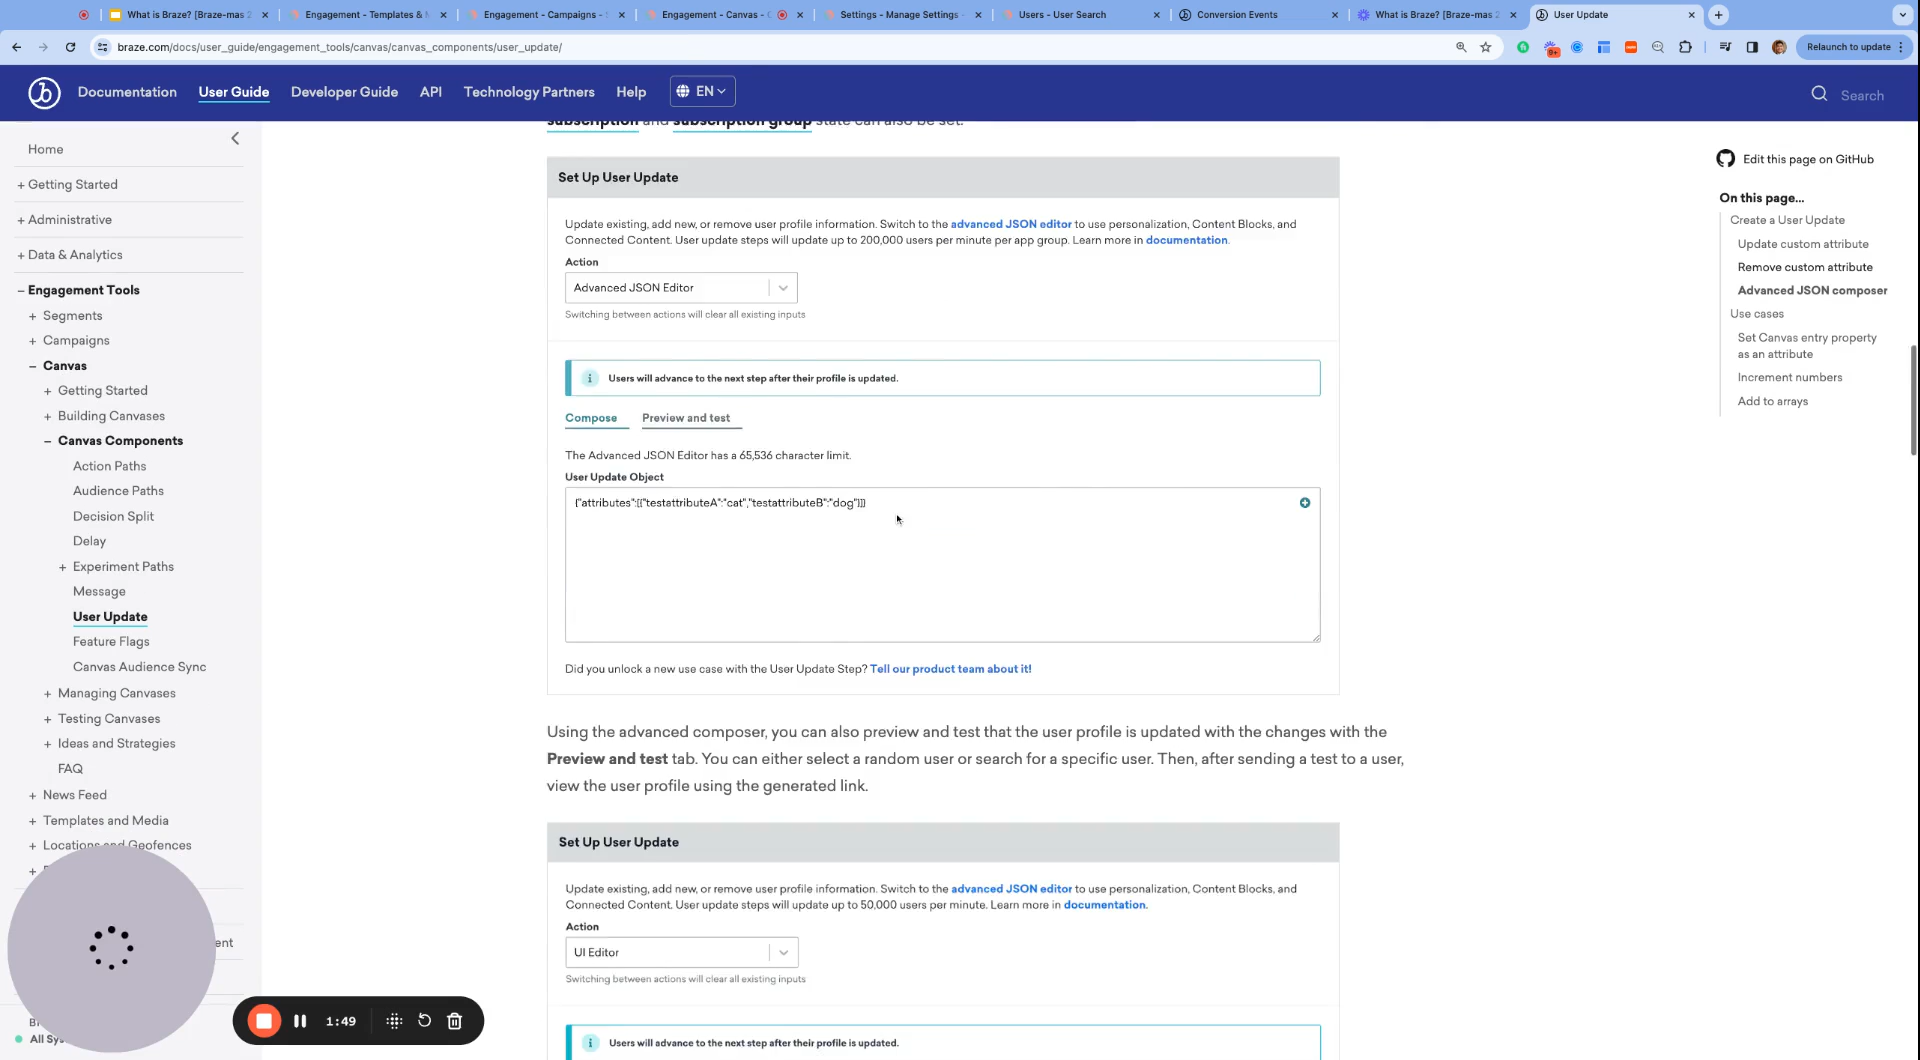 What is Braze? [Braze-mas 2
Engagement - Templates & M
Engagement - Campaigns -
Engagement - Canvas -
Settings - Manage Settings -
Users - User Search
Conversion Events
What is Braze? [Braze-mas 2
User Update
braze.com/docs/user_guide/engagement_tools/canvas/canvas_components/user_update/
9+
Relaunch to update
Documentation
User Guide
Developer Guide
API
Technology Partners
Help
EN
Search
Home
+ Getting Started
+ Administrative
+ Data & Analytics
– Engagement Tools
+ Segments
+ Campaigns
– Canvas
+ Getting Started
+ Building Canvases
– Canvas Components
Action Paths
Audience Paths
Decision Split
Delay
+ Experiment Paths
Message
User Update
Feature Flags
Canvas Audience Sync
+ Managing Canvases
+ Testing Canvases
+ Ideas and Strategies
FAQ
+ News Feed
+ Templates and Media
+ Locations and Geofences
+
ent
All Sys
1:49
subscription and subscription group state can also be set.
Set Up User Update
Update existing, add new, or remove user profile information. Switch to the advanced JSON editor to use personalization, Content Blocks, and
Connected Content. User update steps will update up to 200,000 users per minute per app group. Learn more in documentation.
Action
Advanced JSON Editor
Switching between actions will clear all existing inputs
Users will advance to the next step after their profile is updated.
Compose
Preview and test
The Advanced JSON Editor has a 65,536 character limit.
User Update Object
{"attributes":[{"testattributeA":"cat","testattributeB":"dog"}]}
Did you unlock a new use case with the User Update Step? Tell our product team about it!
Using the advanced composer, you can also preview and test that the user profile is updated with the changes with the
Preview and test tab. You can either select a random user or search for a specific user. Then, after sending a test to a user,
view the user profile using the generated link.
Set Up User Update
Update existing, add new, or remove user profile information. Switch to the advanced JSON editor to use personalization, Content Blocks, and
Connected Content. User update steps will update up to 50,000 users per minute. Learn more in documentation.
Action
UI Editor
Switching between actions will clear all existing inputs
Users will advance to the next step after their profile is updated.
Edit this page on GitHub
On this page...
Create a User Update
Update custom attribute
Remove custom attribute
Advanced JSON composer
Use cases
Set Canvas entry property
as an attribute
Increment numbers
Add to arrays